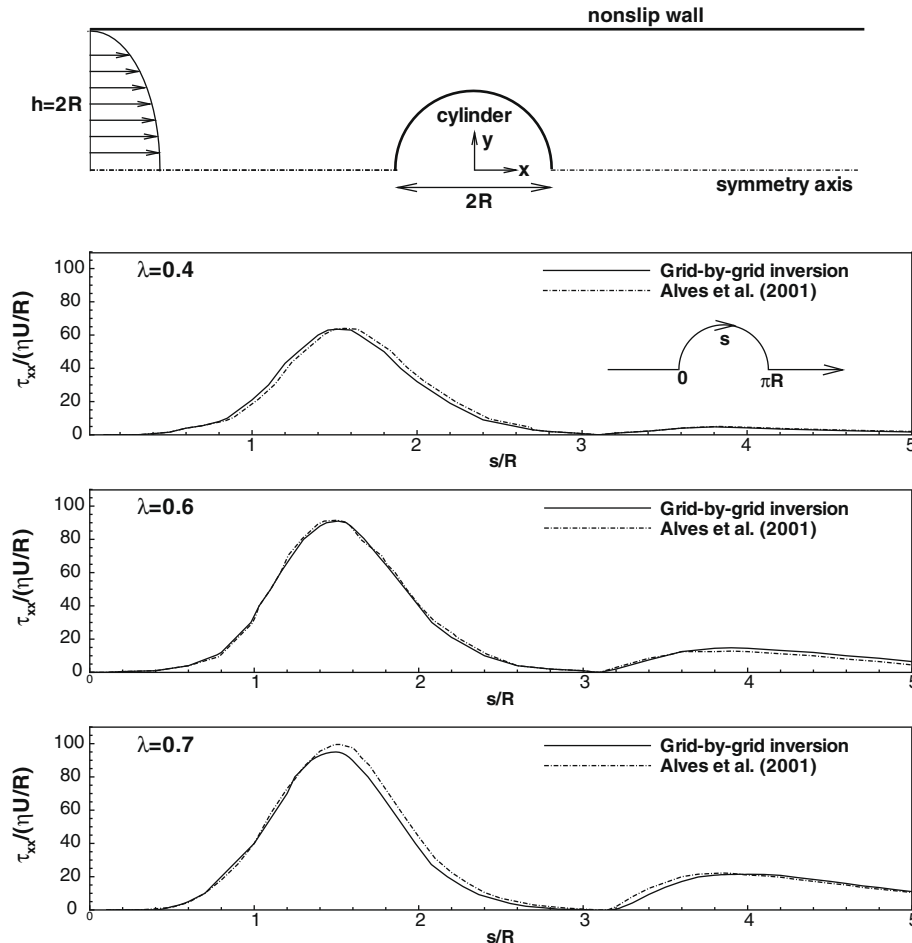 nonslip wall
h=2R
cylinder
y
x
2R
symmetry axis
λ=0.4
Grid-by-grid inversion
Alves et al. (2001)
s
0
πR
τxx/(ηU/R)
100
80
60
40
20
0
1
2
3
4
5
s/R
λ=0.6
Grid-by-grid inversion
Alves et al. (2001)
τxx/(ηU/R)
100
80
60
40
20
0
0
1
2
3
4
5
s/R
λ=0.7
Grid-by-grid inversion
Alves et al. (2001)
τxx/(ηU/R)
100
80
60
40
20
0
0
1
2
3
4
5
s/R